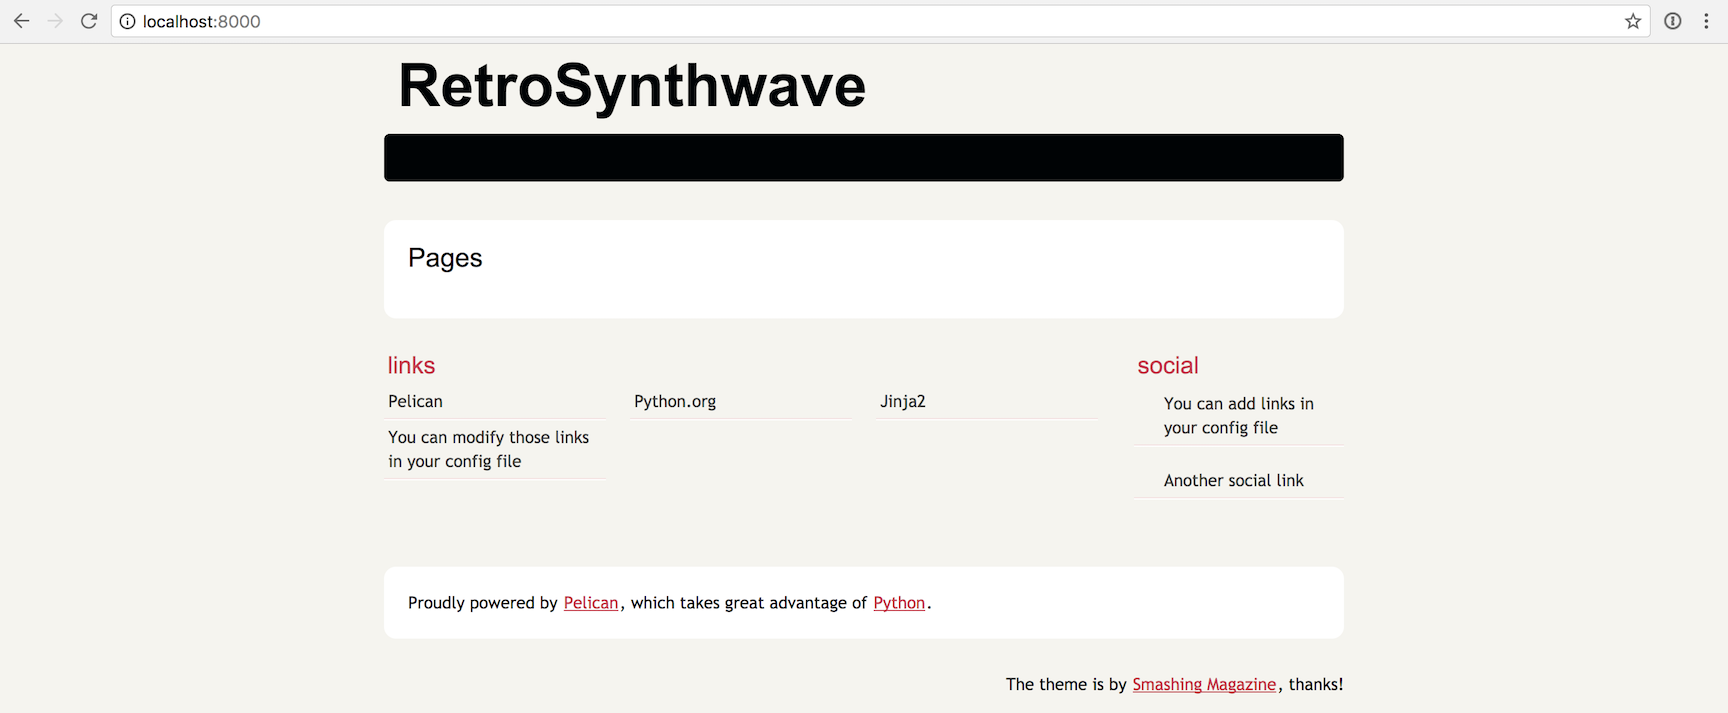 localhost:8000
RetroSynthwave
Pages
links
social
Pelican
Python.org
Jinja2
You can add links in
your config file
You can modify those links
in your config file
Another social link
Proudly powered by Pelican, which takes great advantage of Python.
The theme is by Smashing Magazine, thanks!